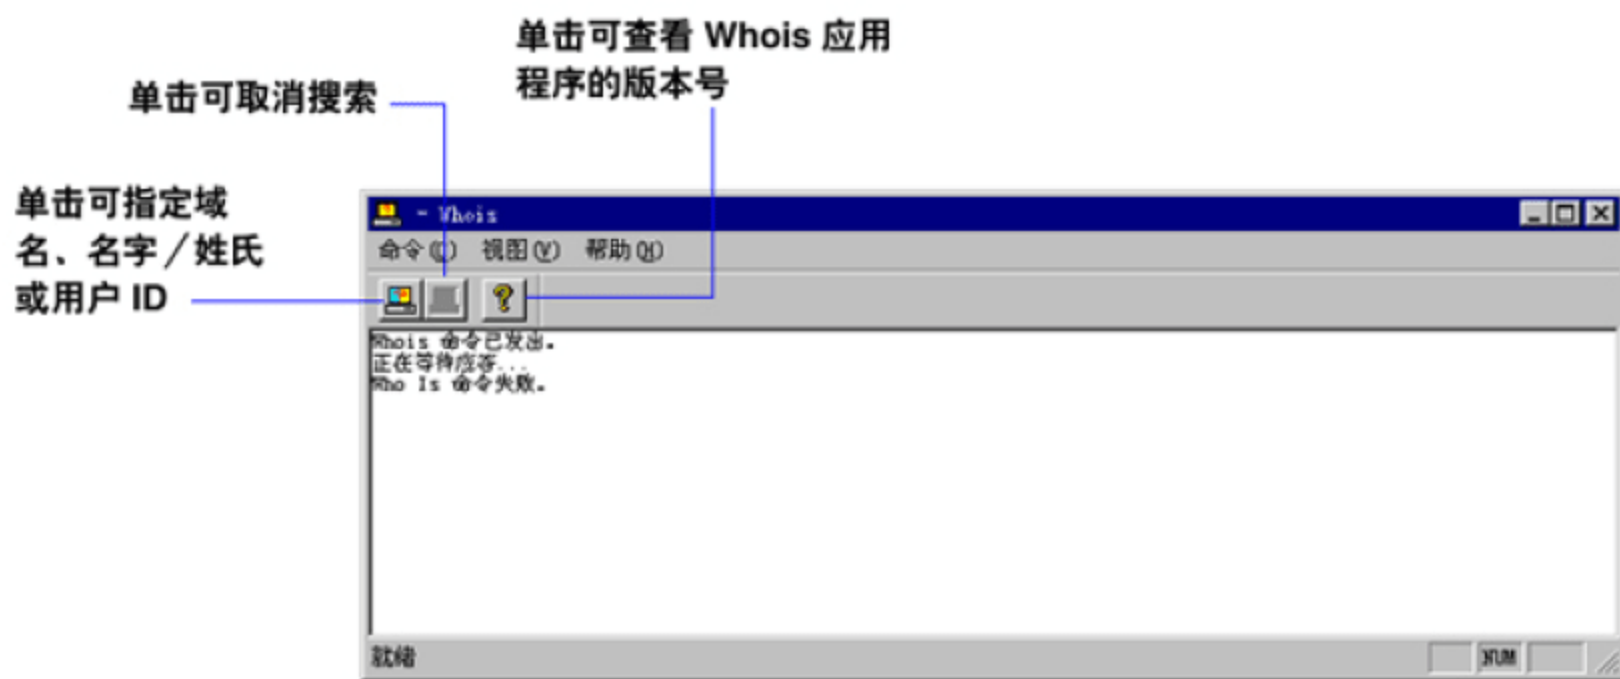 单击可查看 Whois 应用
程序的版本号
单击可取消搜索
单击可指定域
名、名字／姓氏
或用户 ID
- Whois
命令(C) 视图(V) 帮助(H)
Whois 命令已发出。
正在等待应答...
Who Is 命令失败。
就绪
NUM